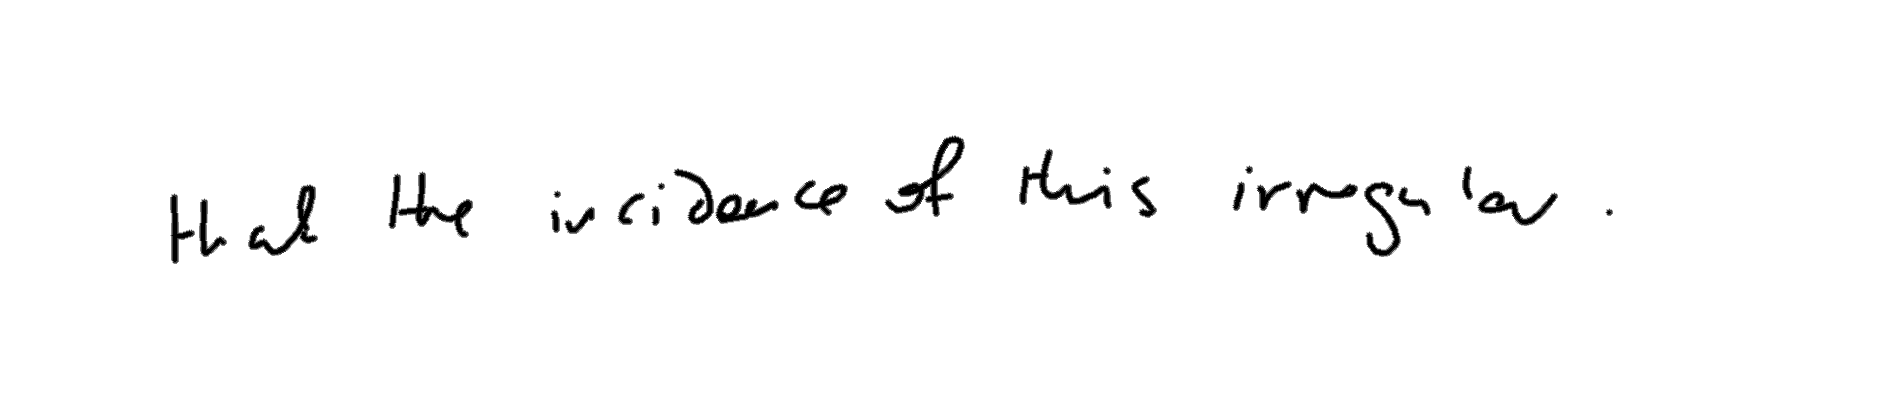 that the incidence of this irregular .